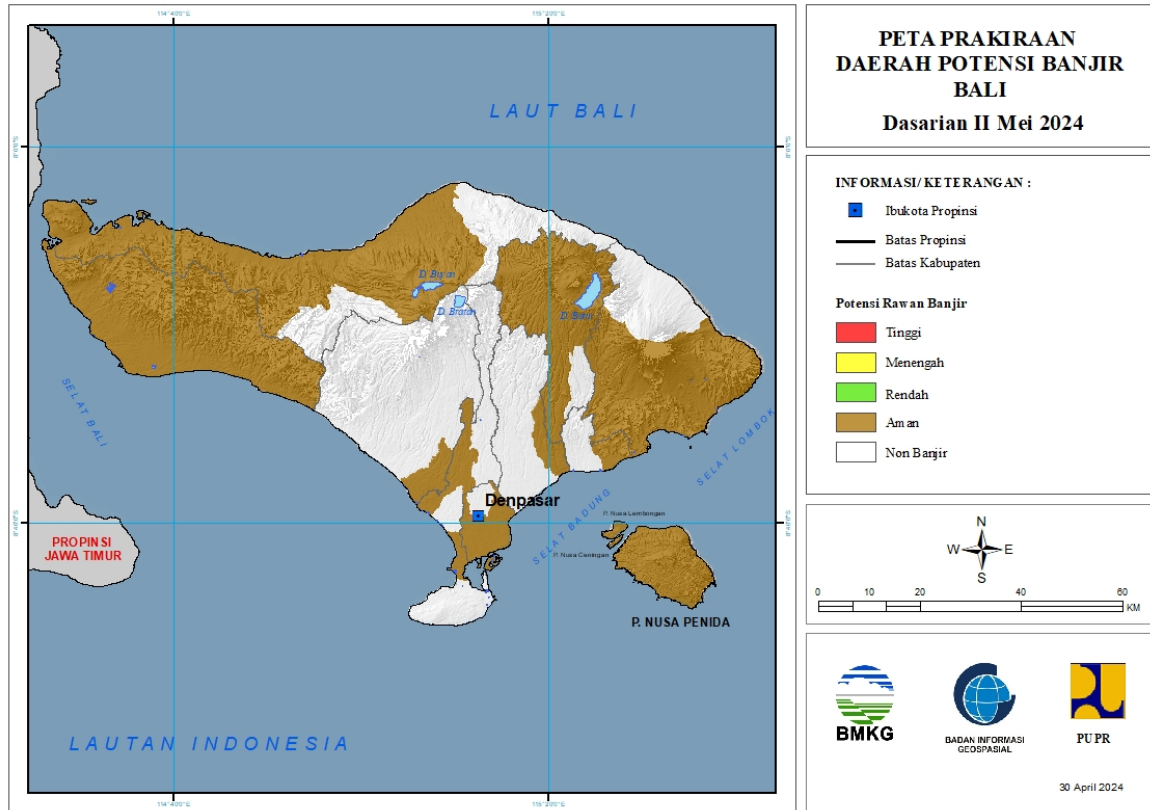 PETA PRAKIRAAN
DAERAH POTENSI BANJIR
BALI
Dasarian II Mei 2024
INFORMASI/ KETERANGAN :
Ibukota Propinsi
Batas Propinsi
Batas Kabupaten
Potensi Rawan Banjir
Tinggi
Menengah
Rendah
Aman
Non Banjir
N
W E
S
0 10 20 40 60
KM
BMKG
BADAN INFORMASI
GEOSPASIAL
PUPR
30 April 2024
LAUT BALI
D. Buyan
D. Bratan
D. Batur
SELAT BALI
SELAT LOMBOK
Denpasar
SELAT BADUNG
P. Nusa Lembongan
P. Nusa Ceningan
PROPINSI
JAWA TIMUR
P. NUSA PENIDA
LAUTAN INDONESIA